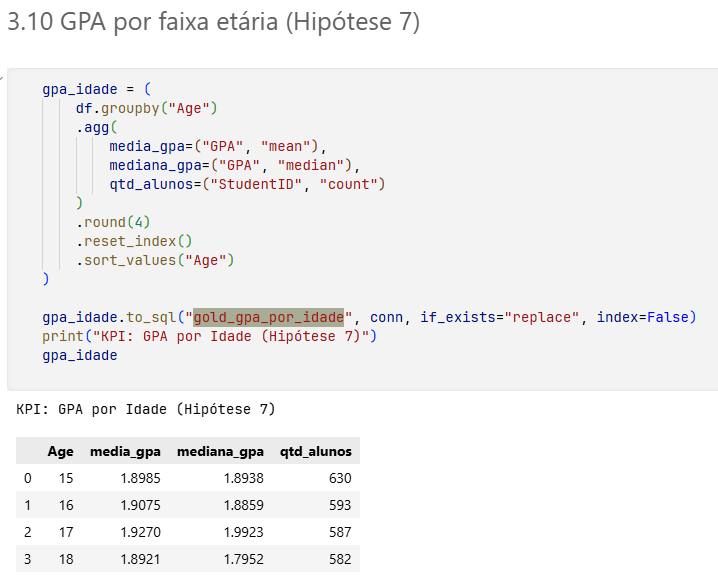 3.10 GPA por faixa etária (Hipótese 7)
gpa_idade = (
    df.groupby("Age")
    .agg(
        media_gpa=("GPA", "mean"),
        mediana_gpa=("GPA", "median"),
        qtd_alunos=("StudentID", "count")
    )
    .round(4)
    .reset_index()
    .sort_values("Age")
)
gpa_idade.to_sql("gold_gpa_por_idade", conn, if_exists="replace", index=False)
print("KPI: GPA por Idade (Hipótese 7)")
gpa_idade
KPI: GPA por Idade (Hipótese 7)
Age media_gpa mediana_gpa qtd_alunos
0 15 1.8985 1.8938 630
1 16 1.9075 1.8859 593
2 17 1.9270 1.9923 587
3 18 1.8921 1.7952 582